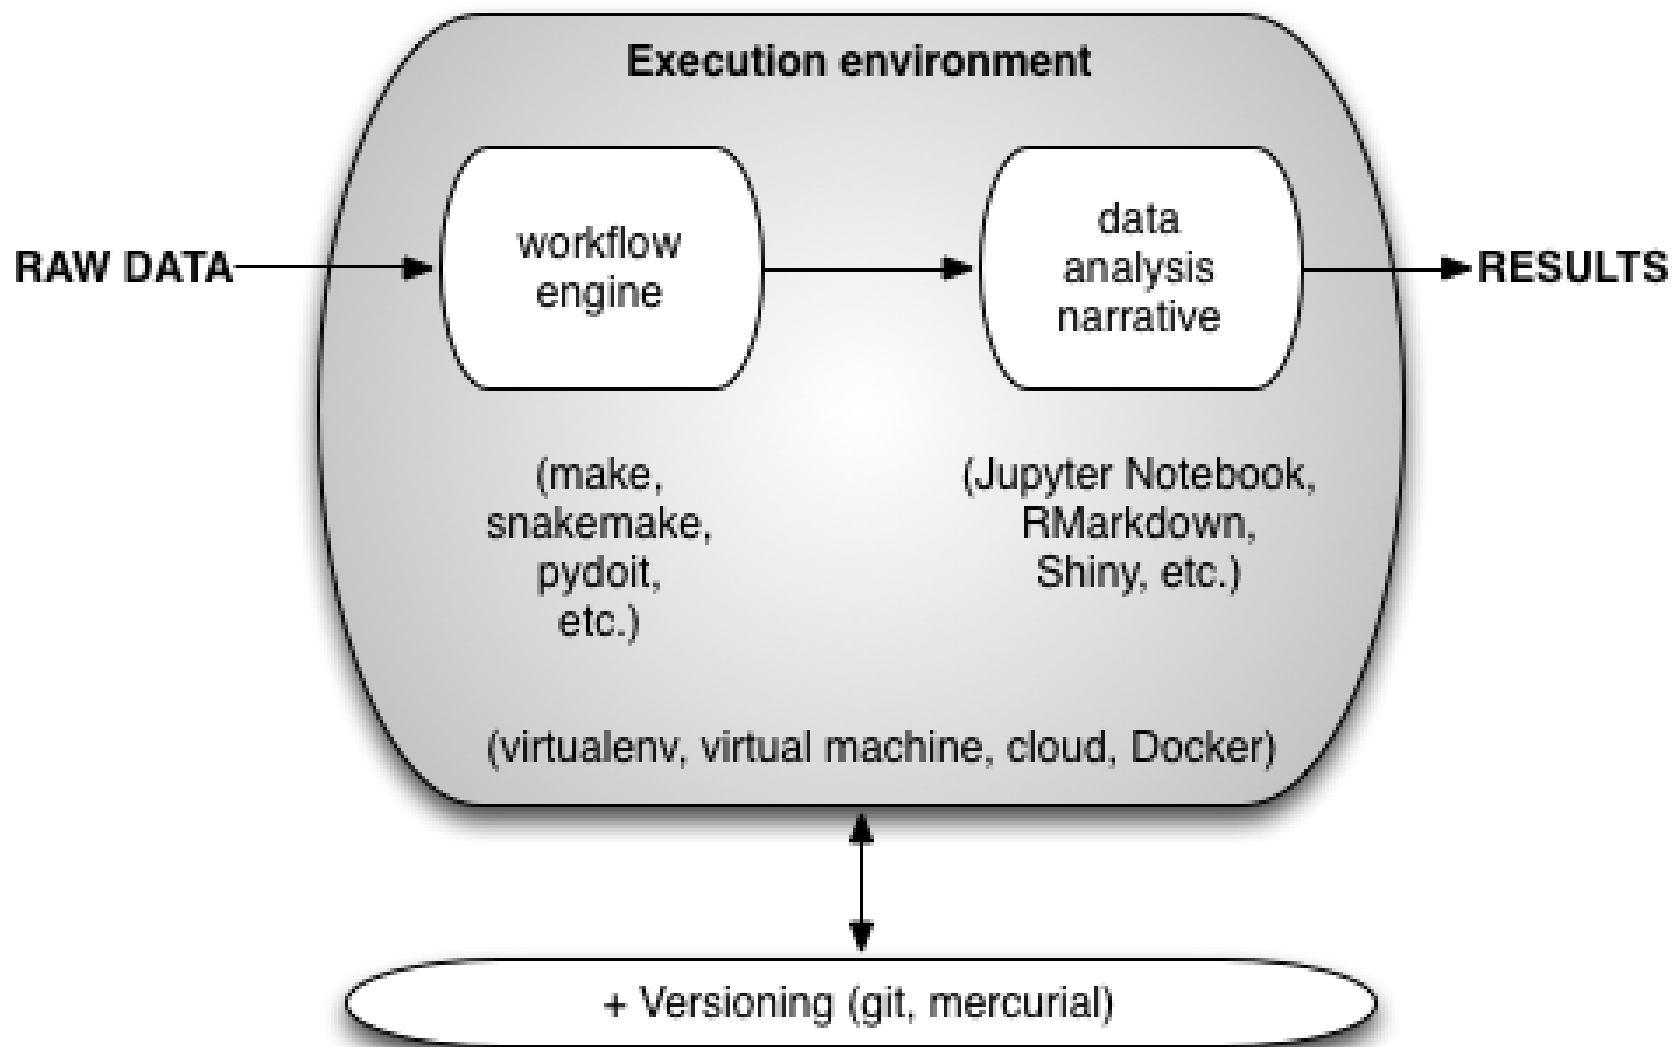 Execution environment
RAW DATA
workflow
engine
data
analysis
narrative
RESULTS
(make,
snakemake,
pydoit,
etc.)
(Jupyter Notebook,
RMarkdown,
Shiny, etc.)
(virtualenv, virtual machine, cloud, Docker)
+ Versioning (git, mercurial)